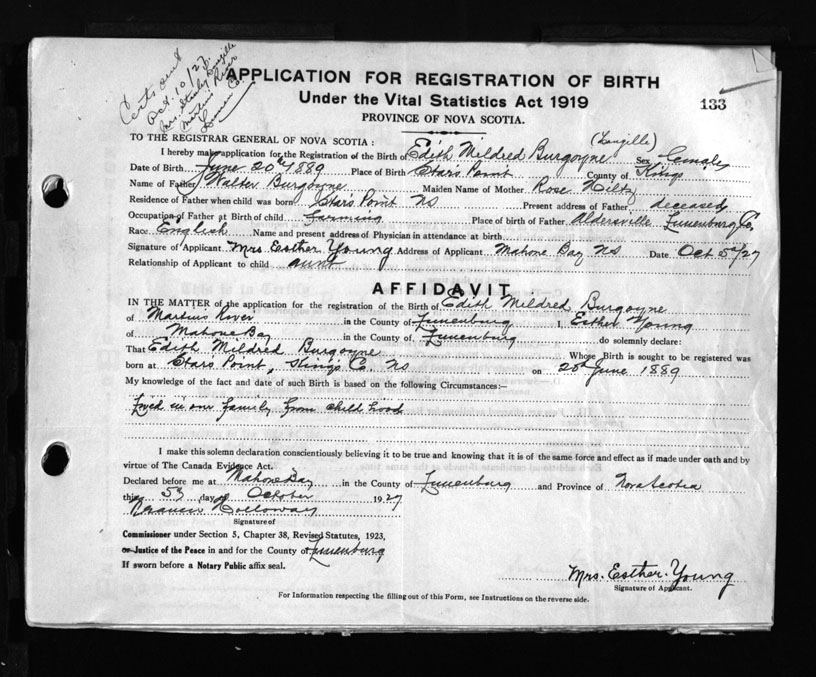 Certs sent
Oct. 10/27
Mrs. Stanley Langille
Martins River
Lunen. Co.
APPLICATION FOR REGISTRATION OF BIRTH
Under the Vital Statistics Act 1919
133
PROVINCE OF NOVA SCOTIA.
TO THE REGISTRAR GENERAL OF NOVA SCOTIA :
(Langille)
I hereby make application for the Registration of the Birth of Edith Mildred Burgoyne Sex Female
Date of Birth June 20th 1889 Place of Birth Stars Point County of Kings
Name of Father Walter Burgoyne Maiden Name of Mother Rose Hiltz
Residence of Father when child was born Stars Point NS Present address of Father deceased
Occupation of Father at Birth of child Farming Place of birth of Father Aldersville Lunenburg Co,
Race English Name and present address of Physician in attendance at birth
Signature of Applicant Mrs Esther Young Address of Applicant Mahone Bay NS Date Oct 5th/27
Relationship of Applicant to child aunt
AFFIDAVIT
IN THE MATTER of the application for the registration of the Birth of Edith Mildred Burgoyne
of Martins River in the County of Lunenburg I, Esther Young
of Mahone Bay in the County of Lunenburg do solemnly declare:
That Edith Mildred Burgoyne Whose Birth is sought to be registered was
born at Stars Point, Kings Co. NS on 20th June 1889
My knowledge of the fact and date of such Birth is based on the following Circumstances:—
Lived in our family from child hood
I make this solemn declaration conscientiously believing it to be true and knowing that it is of the same force and effect as if made under oath and by
virtue of The Canada Evidence Act.
Declared before me at Mahone Bay in the County of Lunenburg and Province of Nova Scotia
this 5th day of October 1927
Holloway
Signature of
Commissioner under Section 5, Chapter 38, Revised Statutes, 1923,
or Justice of the Peace in and for the County of Lunenburg
If sworn before a Notary Public affix seal.
Mrs. Esther Young
Signature of Applicant.
For Information respecting the filling out of this Form, see Instructions on the reverse side.